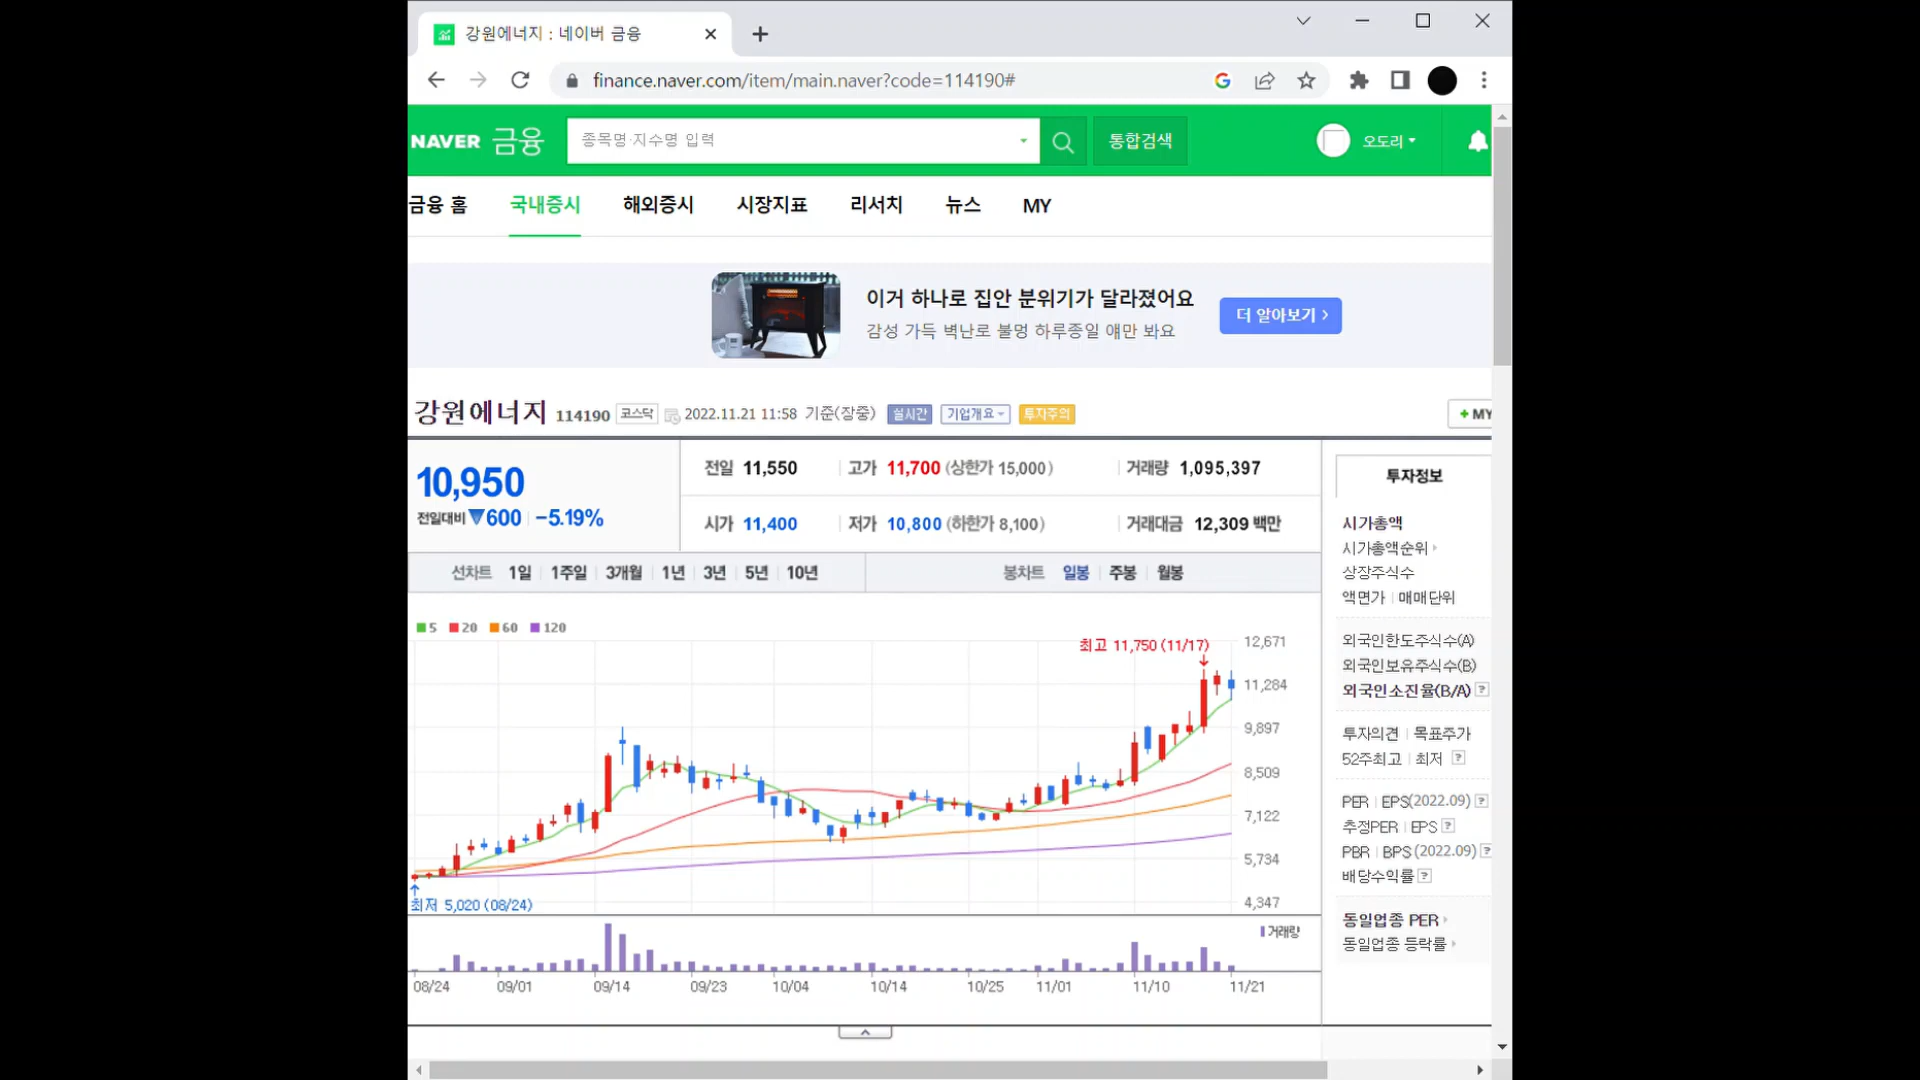 강원에너지 : 네이버 금융
finance.naver.com/item/main.naver?code=114190#
NAVER 금융
종목명·지수명 입력
통합검색
오도리
금융 홈 국내증시 해외증시 시장지표 리서치 뉴스 MY
이거 하나로 집안 분위기가 달라졌어요
감성 가득 벽난로 불멍 하루종일 얘만 봐요
더 알아보기 >
강원에너지 114190 코스닥 2022.11.21 11:58 기준(장중) 실시간 기업개요 투자주의
+ MY
10,950
전일대비 ▼600 -5.19%
전일 11,550 고가 11,700 (상한가 15,000) 거래량 1,095,397
시가 11,400 저가 10,800 (하한가 8,100) 거래대금 12,309 백만
선차트 1일 1주일 3개월 1년 3년 5년 10년 봉차트 일봉 주봉 월봉
5 20 60 120
최고 11,750 (11/17)
12,671
11,284
9,897
8,509
7,122
5,734
4,347
최저 5,020 (08/24)
거래량
08/24 09/01 09/14 09/23 10/04 10/14 10/25 11/01 11/10 11/21
투자정보
시가총액
시가총액순위
상장주식수
액면가 | 매매단위
외국인한도주식수(A)
외국인보유주식수(B)
외국인소진율(B/A) ?
투자의견 | 목표주가
52주최고 | 최저 ?
PER | EPS(2022.09) ?
추정PER | EPS ?
PBR | BPS (2022.09) ?
배당수익률 ?
동일업종 PER
동일업종 등락률